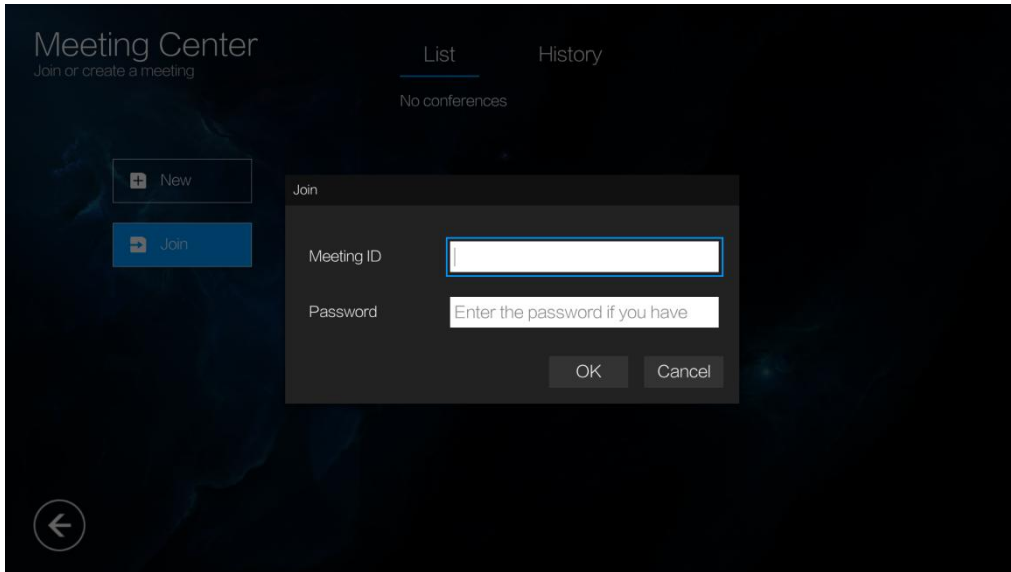 Meeting Center
Join or create a meeting
List
History
No conferences
New
Join
Join
Meeting ID
Password
Enter the password if you have
OK
Cancel